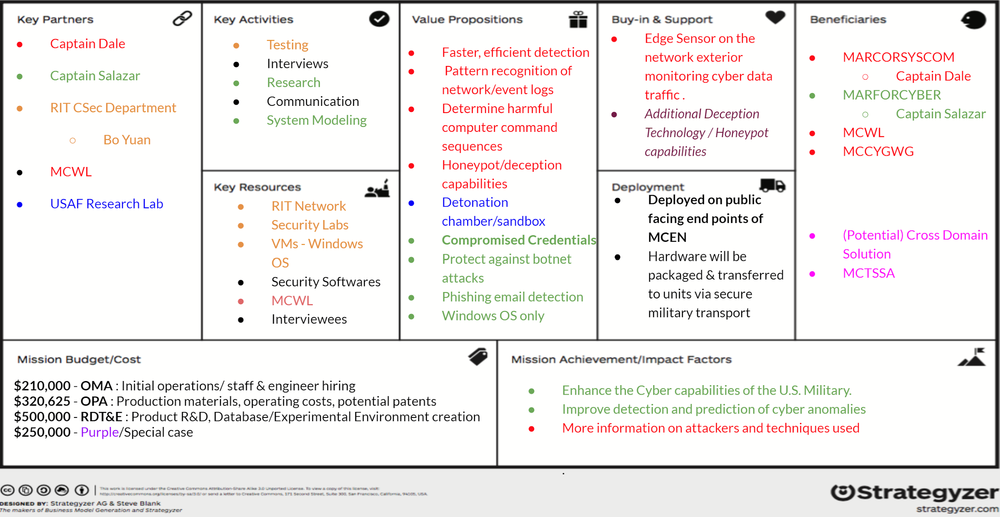 Key Partners
Captain Dale
Captain Salazar
RIT CSec Department
Bo Yuan
MCWL
USAF Research Lab
Key Activities
Testing
Interviews
Research
Communication
System Modeling
Key Resources
RIT Network
Security Labs
VMs - Windows
OS
Security Softwares
MCWL
Interviewees
Value Propositions
Faster, efficient detection
Pattern recognition of
network/event logs
Determine harmful
computer command
sequences
Honeypot/deception
capabilities
Detonation
chamber/sandbox
Compromised Credentials
Protect against botnet
attacks
Phishing email detection
Windows OS only
Buy-in & Support
Edge Sensor on the
network exterior
monitoring cyber data
traffic .
Additional Deception
Technology / Honeypot
capabilities
Deployment
Deployed on public
facing end points of
MCEN
Hardware will be
packaged & transferred
to units via secure
military transport
Beneficiaries
MARCORSYSCOM
Captain Dale
MARFORCYBER
Captain Salazar
MCWL
MCCYGWG
(Potential) Cross Domain
Solution
MCTSSA
Mission Budget/Cost
$210,000 - OMA : Initial operations/ staff & engineer hiring
$320,625 - OPA : Production materials, operating costs, potential patents
$500,000 - RDT&E : Product R&D, Database/Experimental Environment creation
$250,000 - Purple/Special case
Mission Achievement/Impact Factors
Enhance the Cyber capabilities of the U.S. Military.
Improve detection and prediction of cyber anomalies
More information on attackers and techniques used
.
cc
This work is licensed under the Creative Commons Attribution-Share Alike 3.0 Unported License. To view a copy of this license, visit:
http://creativecommons.org/licenses/by-sa/3.0/ or send a letter to Creative Commons, 171 Second Street, Suite 300, San Francisco, California, 94105, USA.
DESIGNED BY: Strategyzer AG & Steve Blank
The makers of Business Model Generation and Strategyzer
Strategyzer
strategyzer.com